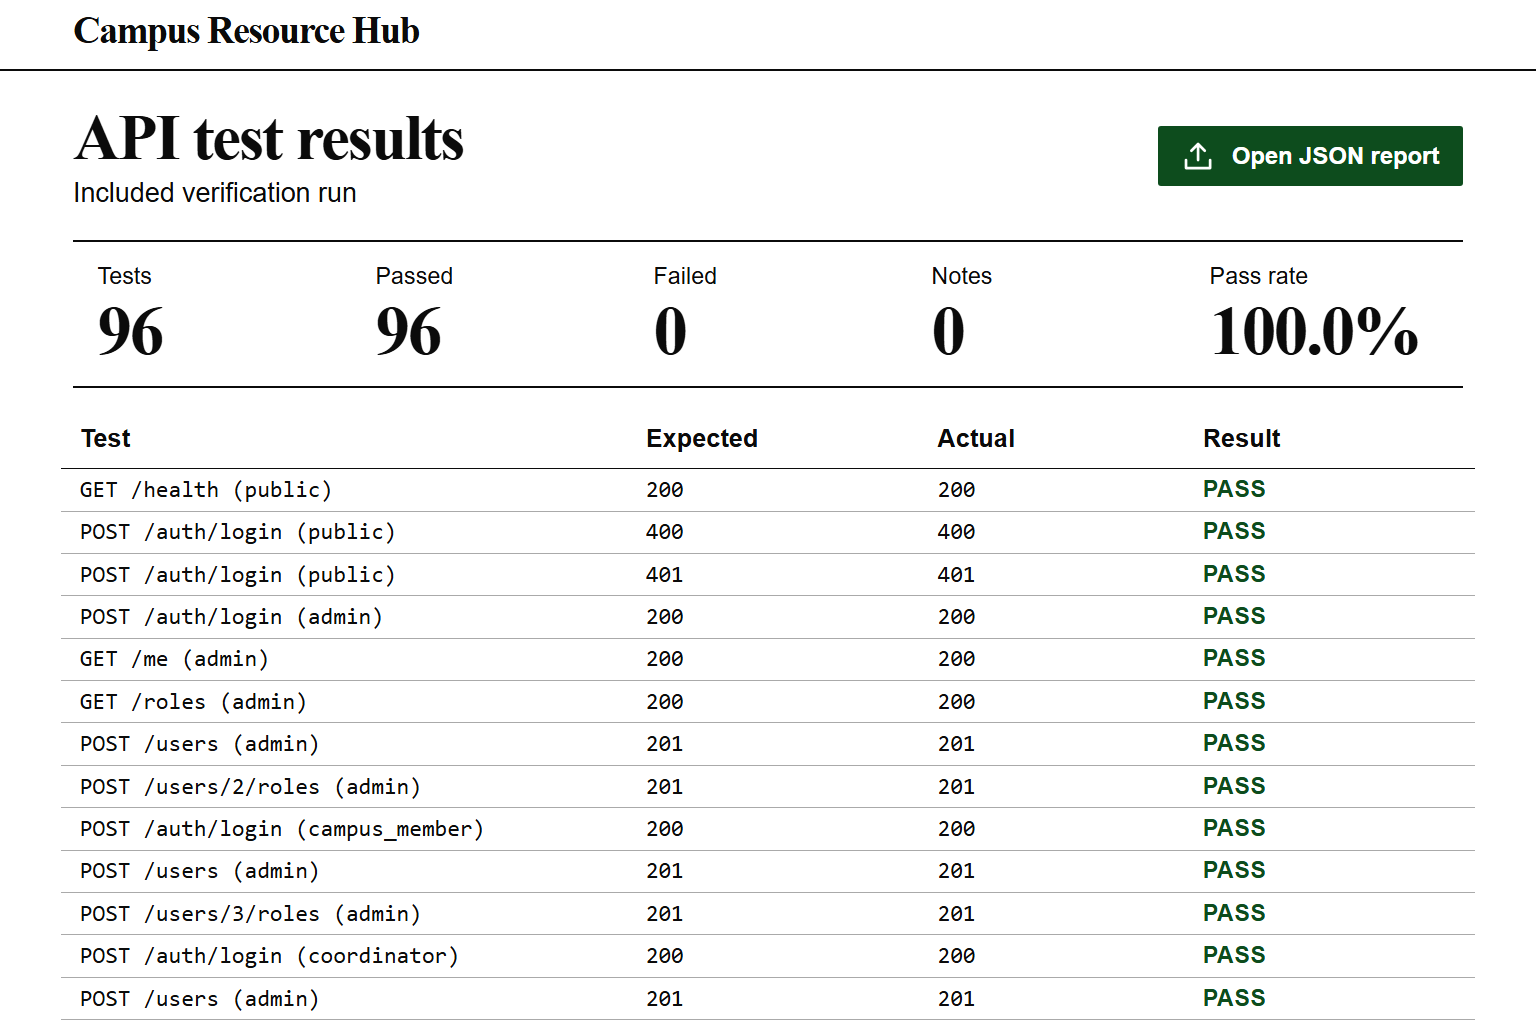 Campus Resource Hub
API test results
Open JSON report
Included verification run
Tests Passed Failed Notes Pass rate
96 96 0 0 100.0%
Test Expected Actual Result
GET /health (public) 200 200 PASS
POST /auth/login (public) 400 400 PASS
POST /auth/login (public) 401 401 PASS
POST /auth/login (admin) 200 200 PASS
GET /me (admin) 200 200 PASS
GET /roles (admin) 200 200 PASS
POST /users (admin) 201 201 PASS
POST /users/2/roles (admin) 201 201 PASS
POST /auth/login (campus_member) 200 200 PASS
POST /users (admin) 201 201 PASS
POST /users/3/roles (admin) 201 201 PASS
POST /auth/login (coordinator) 200 200 PASS
POST /users (admin) 201 201 PASS